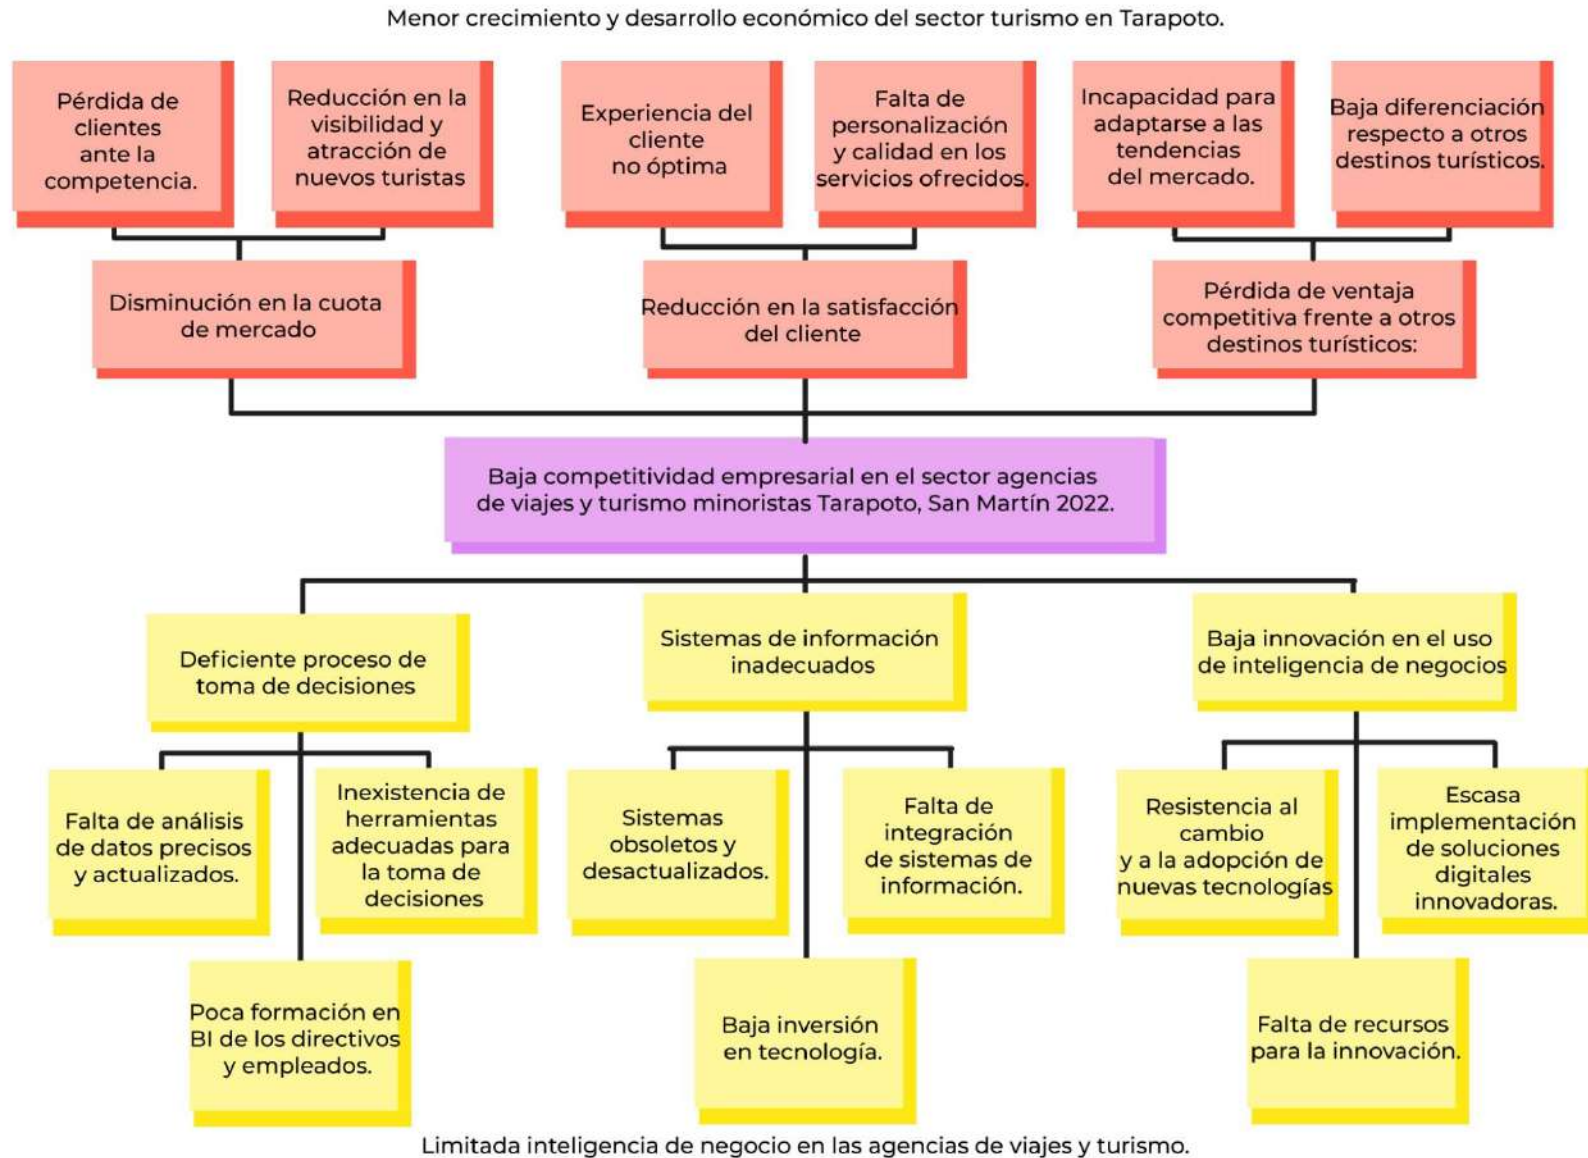 Menor crecimiento y desarrollo económico del sector turismo en Tarapoto.
Pérdida de
clientes
ante la
competencia.
Reducción en la
visibilidad y
atracción de
nuevos turistas
Experiencia del
cliente
no óptima
Falta de
personalización
y calidad en los
servicios ofrecidos.
Incapacidad para
adaptarse a las
tendencias
del mercado.
Baja diferenciación
respecto a otros
destinos turísticos.
Disminución en la cuota
de mercado
Reducción en la satisfacción
del cliente
Pérdida de ventaja
competitiva frente a otros
destinos turísticos:
Baja competitividad empresarial en el sector agencias
de viajes y turismo minoristas Tarapoto, San Martín 2022.
Deficiente proceso de
toma de decisiones
Sistemas de información
inadecuados
Baja innovación en el uso
de inteligencia de negocios
Falta de análisis
de datos precisos
y actualizados.
Inexistencia de
herramientas
adecuadas para
la toma de
decisiones
Sistemas
obsoletos y
desactualizados.
Falta de
integración
de sistemas de
información.
Resistencia al
cambio
y a la adopción de
nuevas tecnologías
Escasa
implementación
de soluciones
digitales
innovadoras.
Poca formación en
BI de los directivos
y empleados.
Baja inversión
en tecnología.
Falta de recursos
para la innovación.
Limitada inteligencia de negocio en las agencias de viajes y turismo.